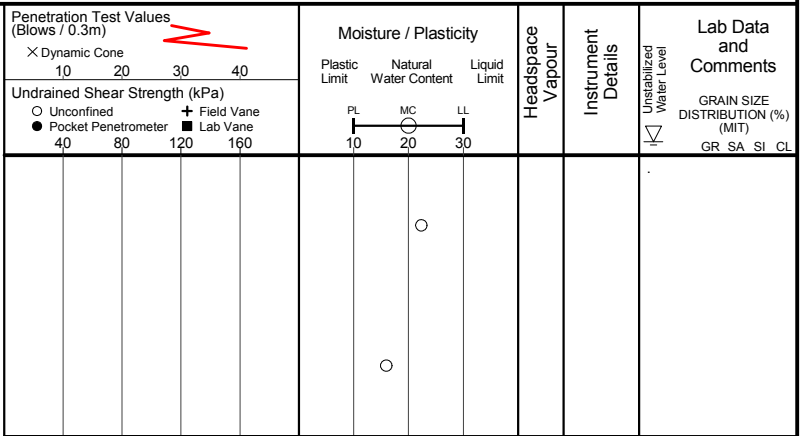 Penetration Test Values
(Blows / 0.3m)
× Dynamic Cone
10 20 30 40
Undrained Shear Strength (kPa)
○ Unconfined + Field Vane
● Pocket Penetrometer ■ Lab Vane
40 80 120 160
Moisture / Plasticity
Plastic Natural Liquid
Limit Water Content Limit
PL MC LL
10 20 30
Headspace
Vapour
Instrument
Details
Unstabilized
Water Level
Lab Data
and
Comments
GRAIN SIZE
DISTRIBUTION (%)
(MIT)
GR SA SI CL